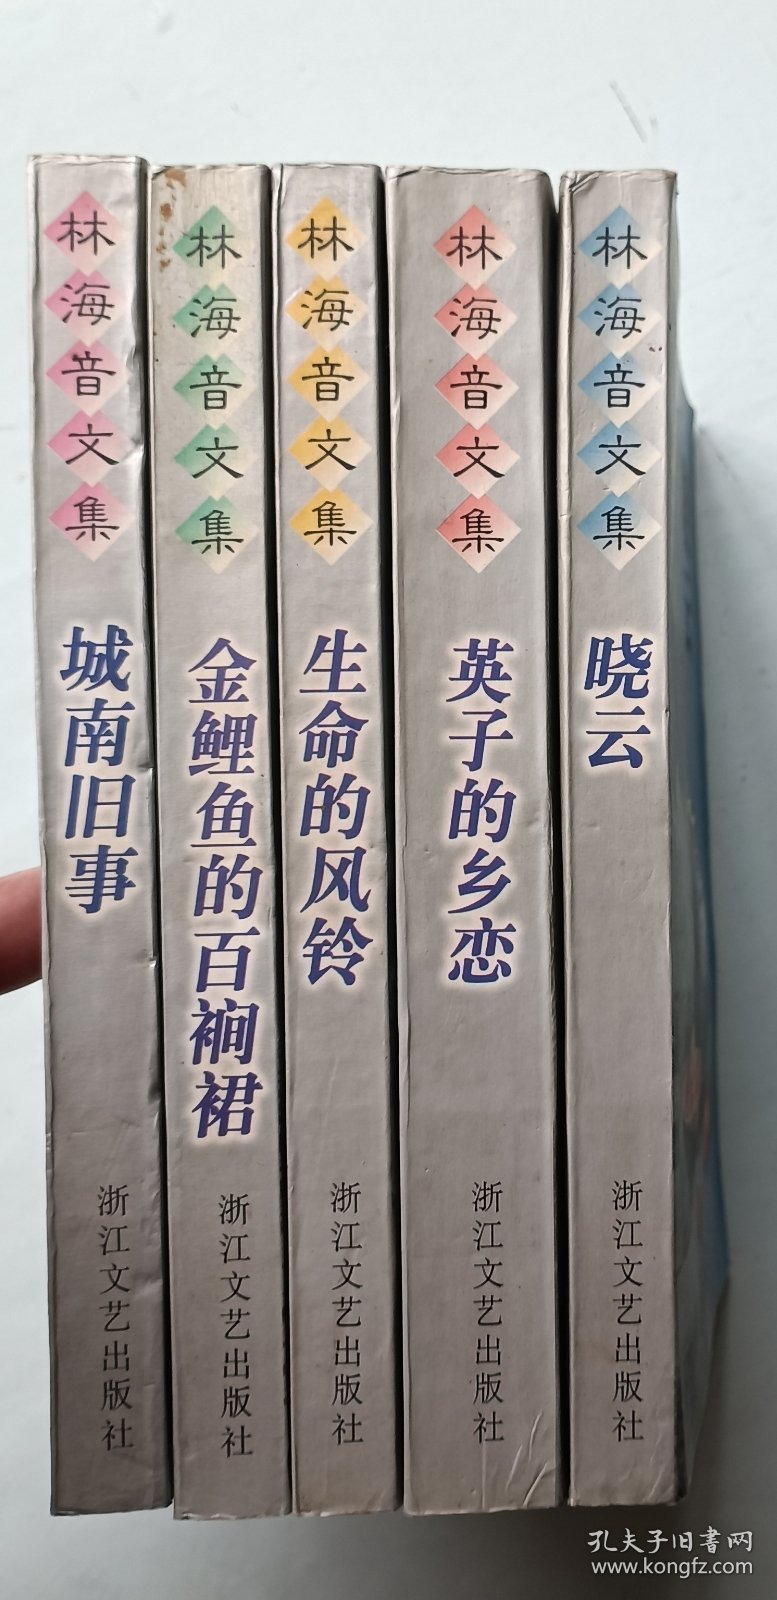 林海音文集
城南旧事
浙江文艺出版社
林海音文集
金鲤鱼的百裥裙
浙江文艺出版社
林海音文集
生命的风铃
浙江文艺出版社
林海音文集
英子的乡恋
浙江文艺出版社
林海音文集
晓云
浙江文艺出版社
孔夫子旧書网
www.kongfz.com